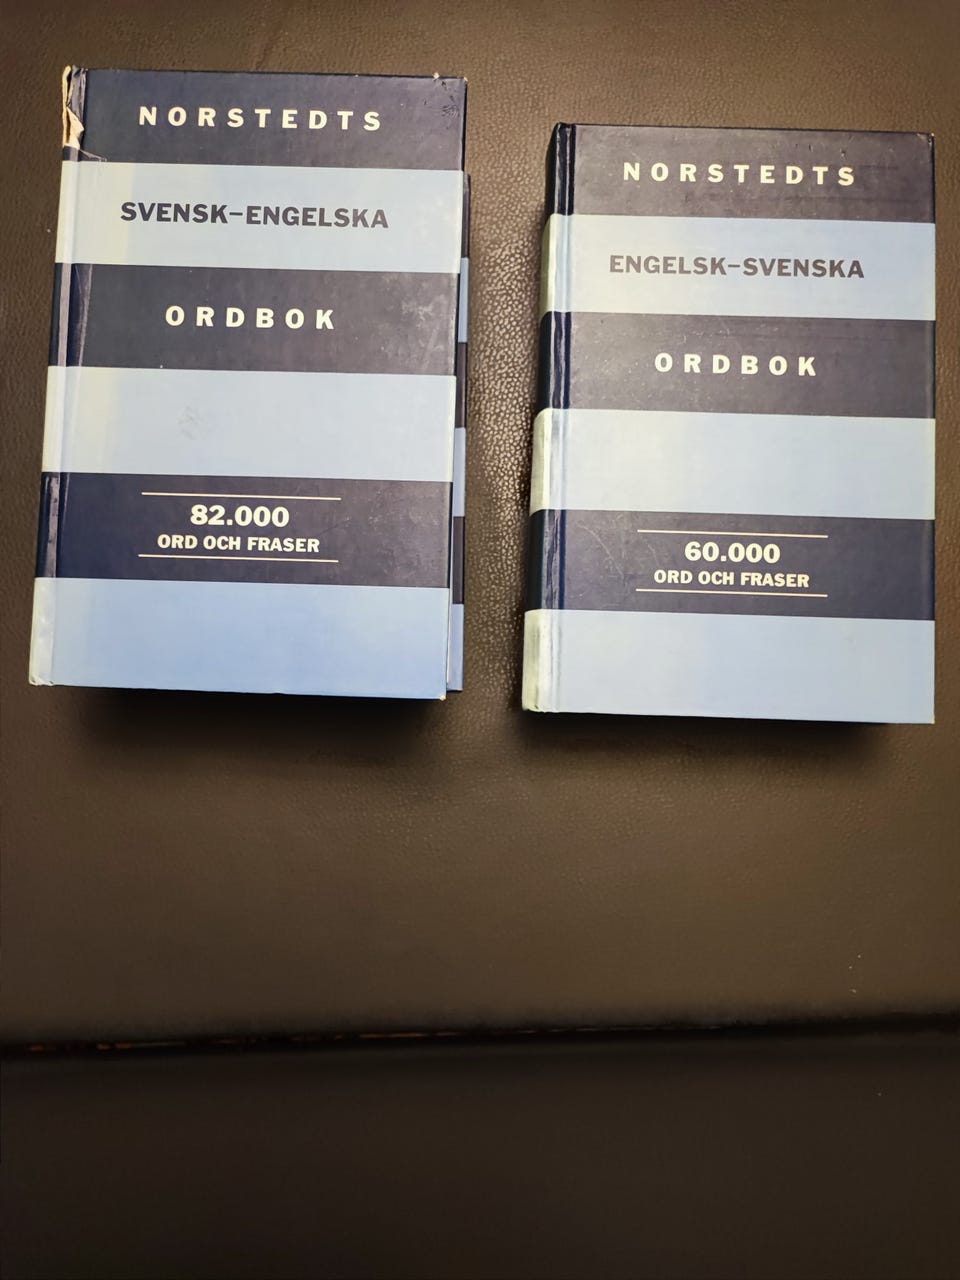 NORSTEDTS
SVENSK–ENGELSKA
ORDBOK
82.000
ORD OCH FRASER
NORSTEDTS
ENGELSK–SVENSKA
ORDBOK
60.000
ORD OCH FRASER